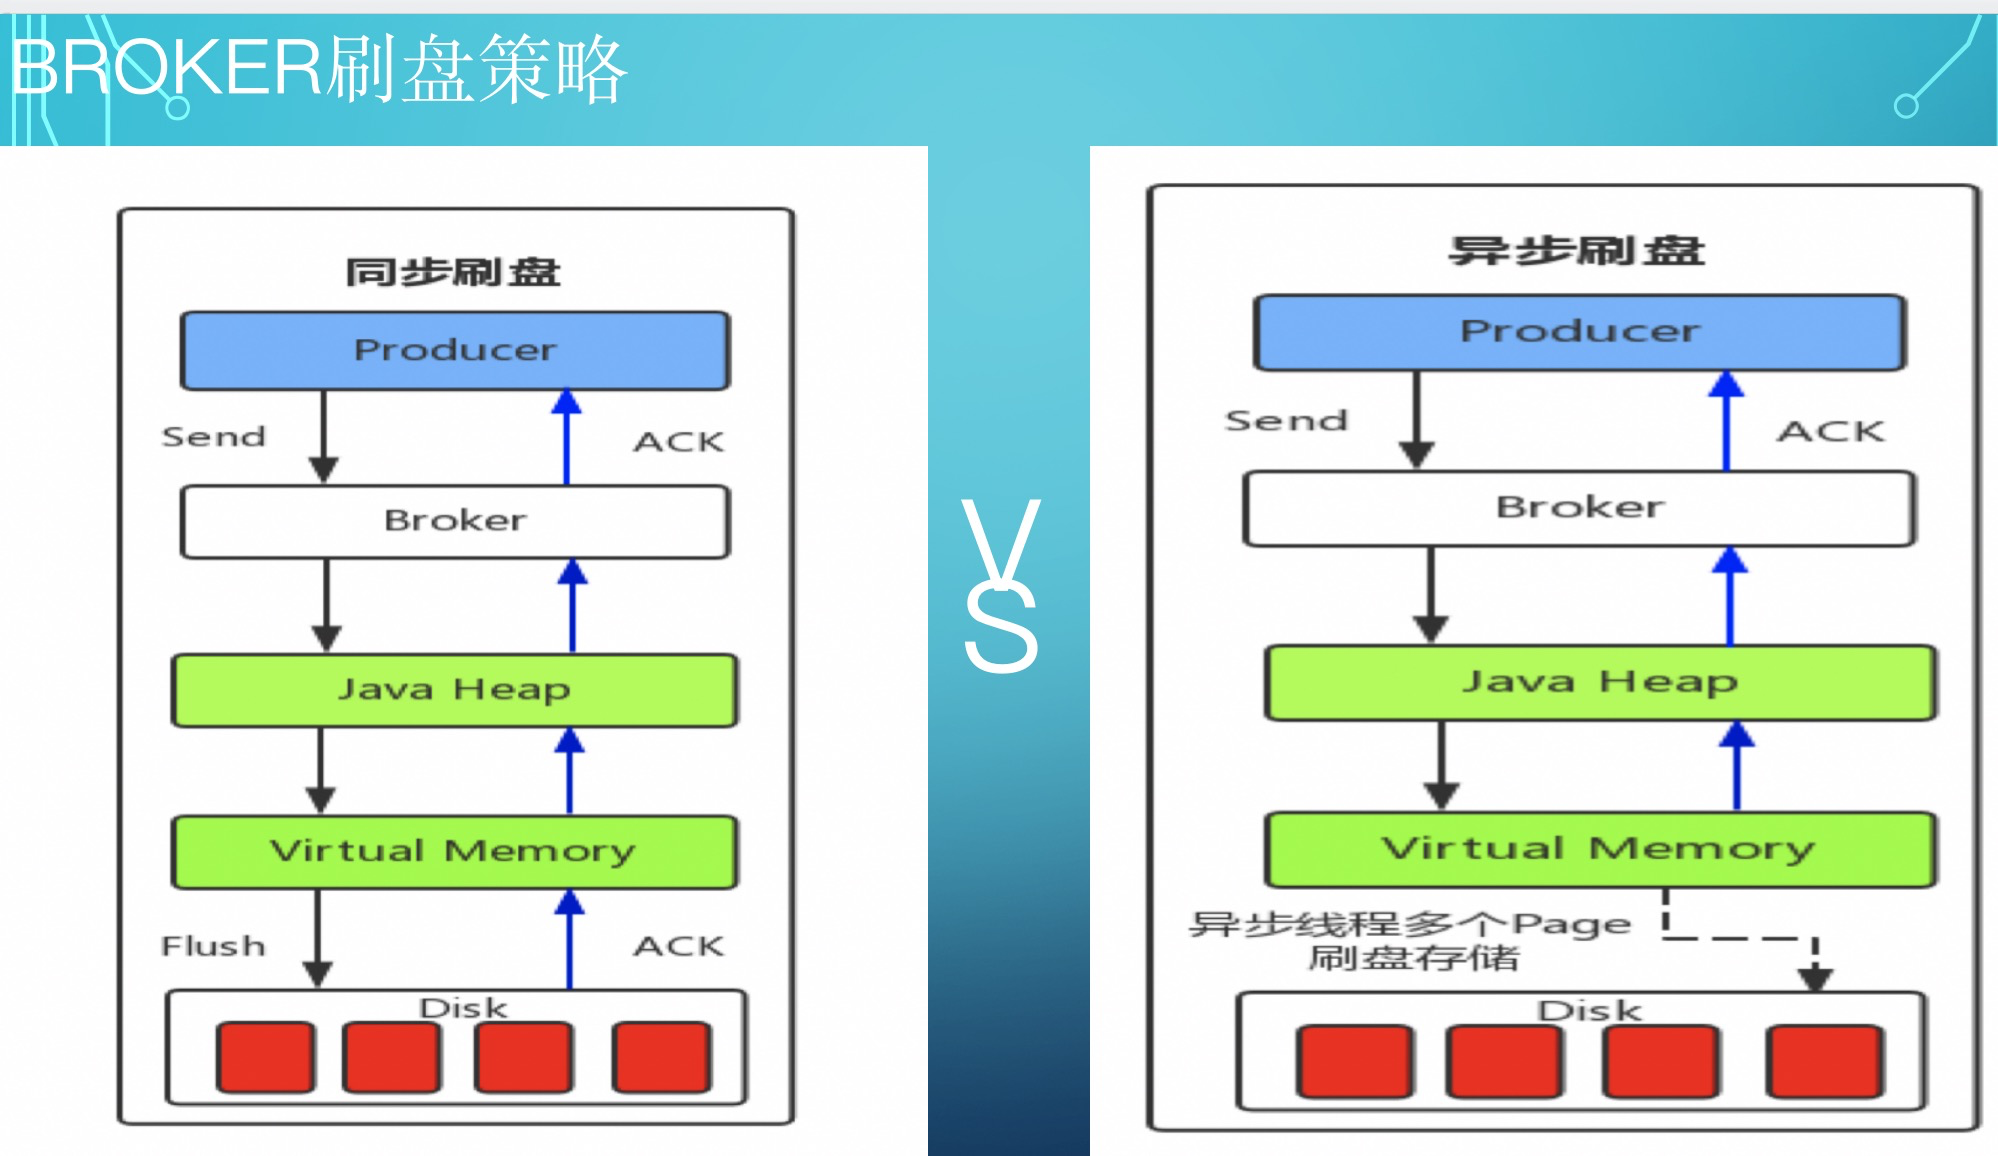 BROKER刷盘策略
同步刷盘
Producer
Send
ACK
Broker
Java Heap
Virtual Memory
Flush
ACK
Disk
V
S
异步刷盘
Producer
Send
ACK
Broker
Java Heap
Virtual Memory
异步线程多个Page
刷盘存储
Disk